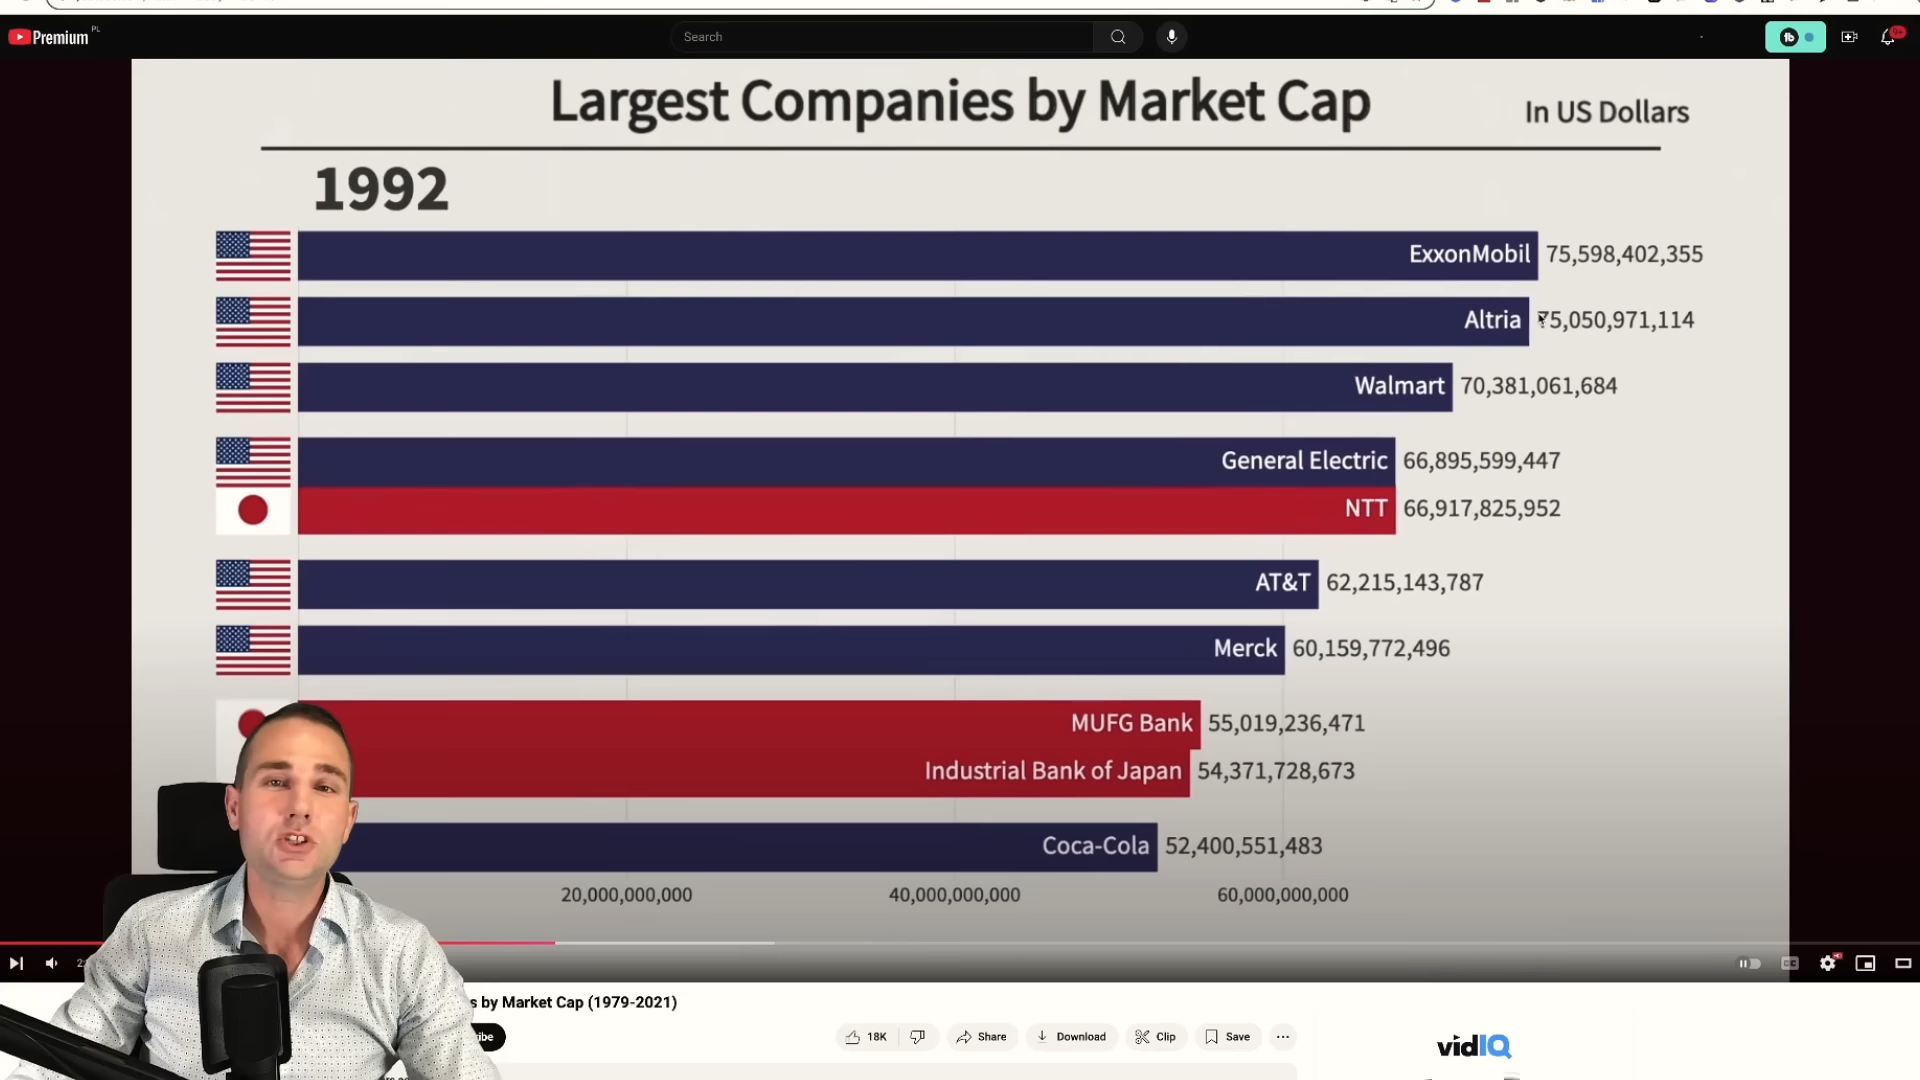 Premium PL
Search
9+
Largest Companies by Market Cap
In US Dollars
1992
ExxonMobil 75,598,402,355
Altria 75,050,971,114
Walmart 70,381,061,684
General Electric 66,895,599,447
NTT 66,917,825,952
AT&T 62,215,143,787
Merck 60,159,772,496
MUFG Bank 55,019,236,471
Industrial Bank of Japan 54,371,728,673
Coca-Cola 52,400,551,483
20,000,000,000 40,000,000,000 60,000,000,000
s by Market Cap (1979-2021)
ibe
18K
Share
Download
Clip
Save
vidIQ